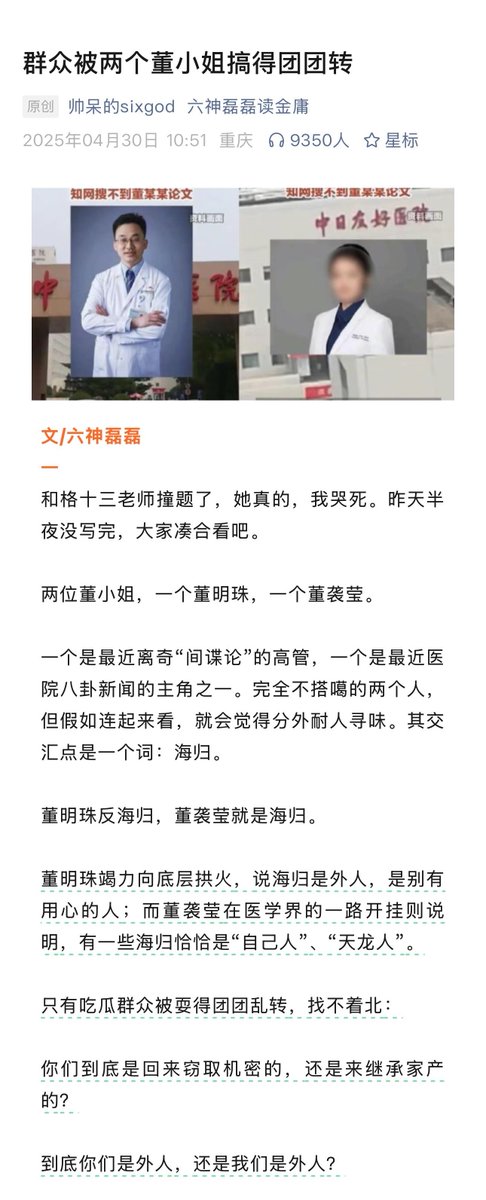 群众被两个董小姐搞得团团转
原创 帅呆的sixgod 六神磊磊读金庸
2025年04月30日 10:51 重庆 9350人 星标
知网搜不到董某某论文
知网搜不到董某某论文
资料画面
资料画面
中日友好医院
中 医院
文/六神磊磊
一
和格十三老师撞题了，她真的，我哭死。昨天半
夜没写完，大家凑合看吧。
两位董小姐，一个董明珠，一个董袭莹。
一个是最近离奇“间谍论”的高管，一个是最近医
院八卦新闻的主角之一。完全不搭噶的两个人，
但假如连起来看，就会觉得分外耐人寻味。其交
汇点是一个词：海归。
董明珠反海归，董袭莹就是海归。
董明珠竭力向底层拱火，说海归是外人，是别有
用心的人；而董袭莹在医学界的一路开挂则说
明，有一些海归恰恰是“自己人”、“天龙人”。
只有吃瓜群众被耍得团团乱转，找不着北：
你们到底是回来窃取机密的，还是来继承家产
的？
到底你们是外人，还是我们是外人？